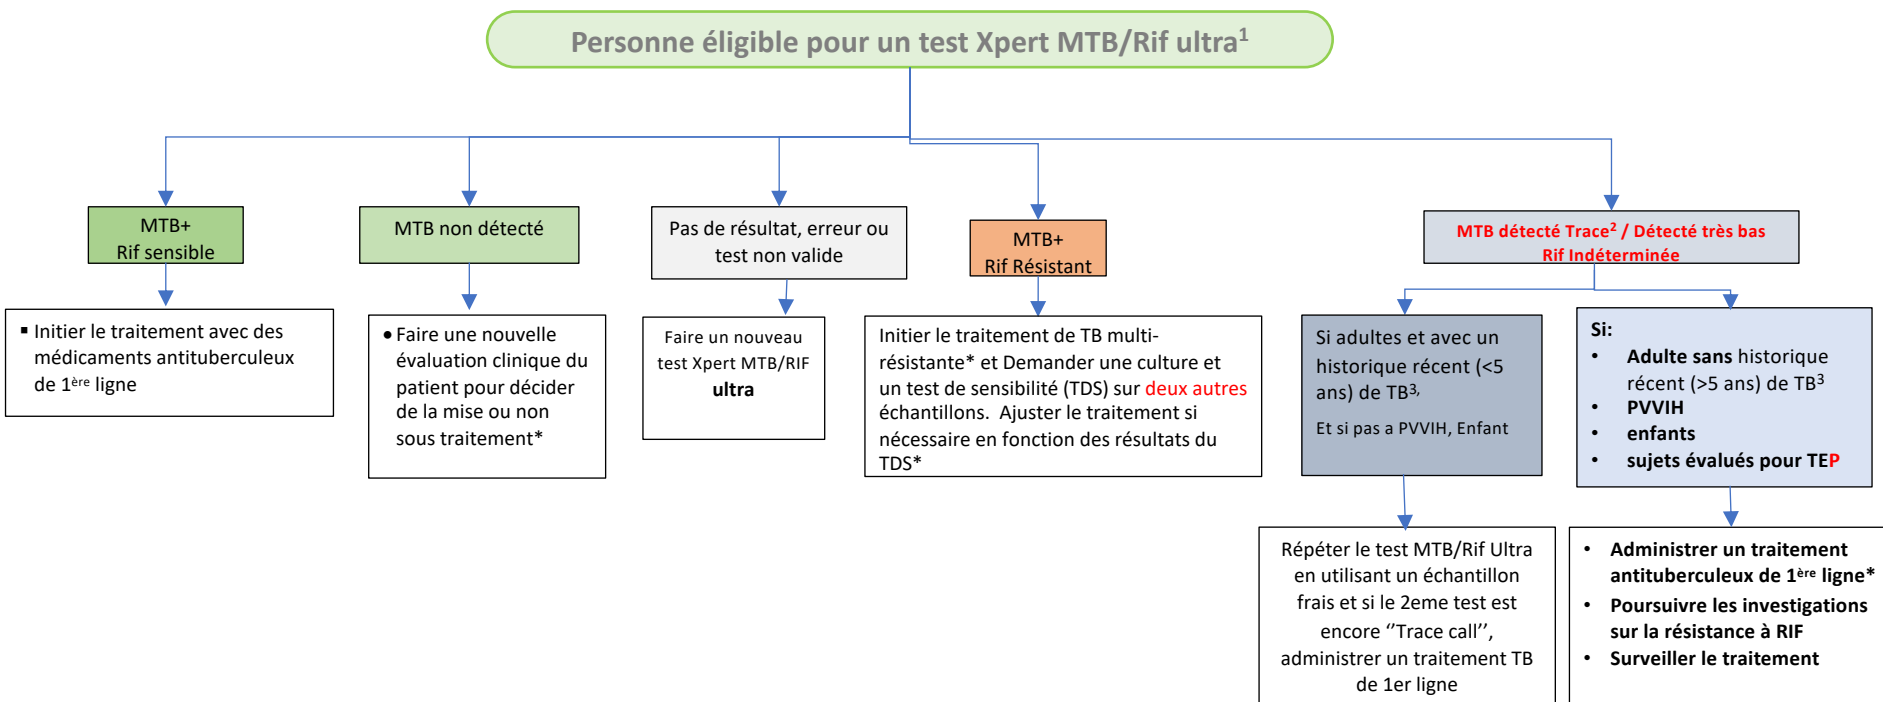 Personne éligible pour un test Xpert MTB/Rif ultra¹
MTB+
Rif sensible
MTB non détecté
Pas de résultat, erreur ou
test non valide
MTB+
Rif Résistant
MTB détecté Trace² / Détecté très bas
Rif Indéterminée
▪ Initier le traitement avec des
médicaments antituberculeux
de 1ère ligne
• Faire une nouvelle
évaluation clinique du
patient pour décider
de la mise ou non
sous traitement*
Faire un nouveau
test Xpert MTB/RIF
ultra
Initier le traitement de TB multi-
résistante* et Demander une culture et
un test de sensibilité (TDS) sur deux autres
échantillons. Ajuster le traitement si
nécessaire en fonction des résultats du
TDS*
Si adultes et avec un
historique récent (<5
ans) de TB³,
Et si pas a PVVIH, Enfant
Si:
• Adulte sans historique
récent (>5 ans) de TB³
• PVVIH
• enfants
• sujets évalués pour TEP
Répéter le test MTB/Rif Ultra
en utilisant un échantillon
frais et si le 2eme test est
encore ‘’Trace call’’,
administrer un traitement TB
de 1er ligne
• Administrer un traitement
antituberculeux de 1ère ligne*
• Poursuivre les investigations
sur la résistance à RIF
• Surveiller le traitement